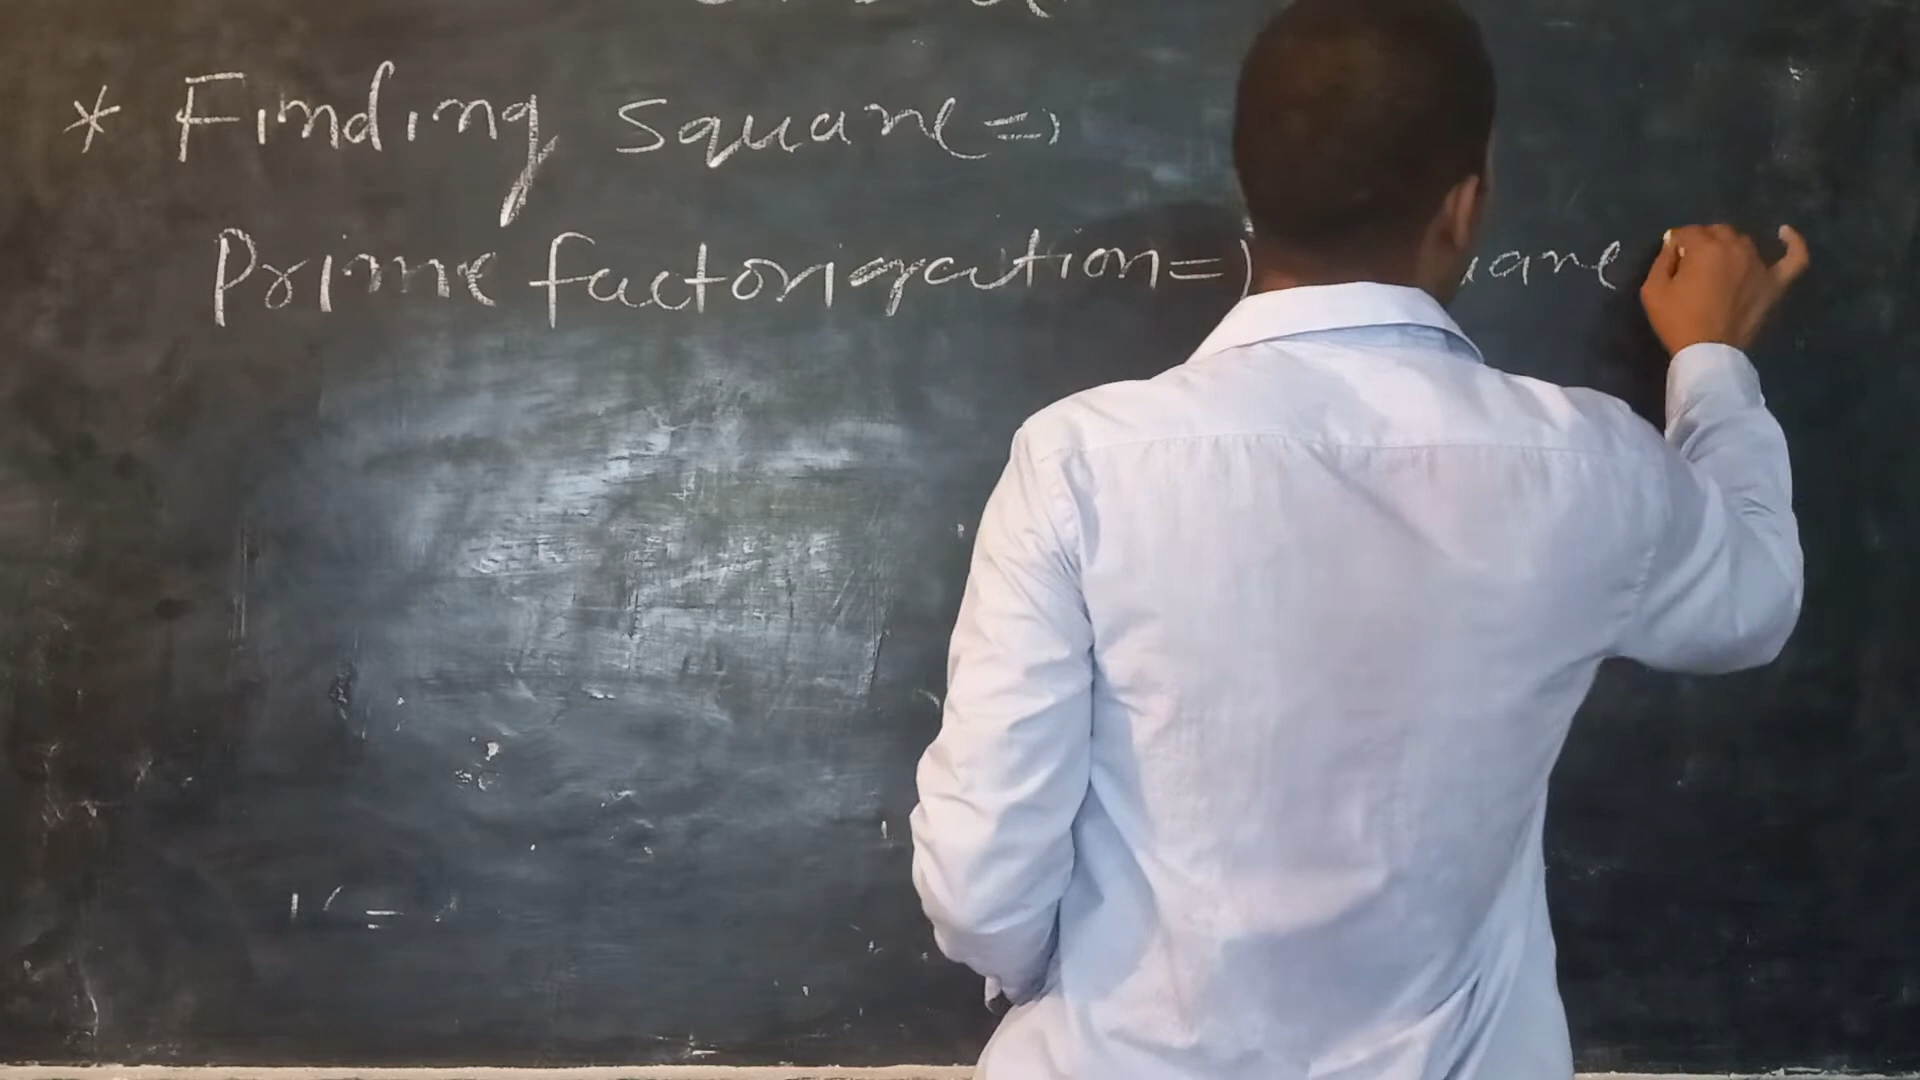 * Finding square =>
Prime factorization =>